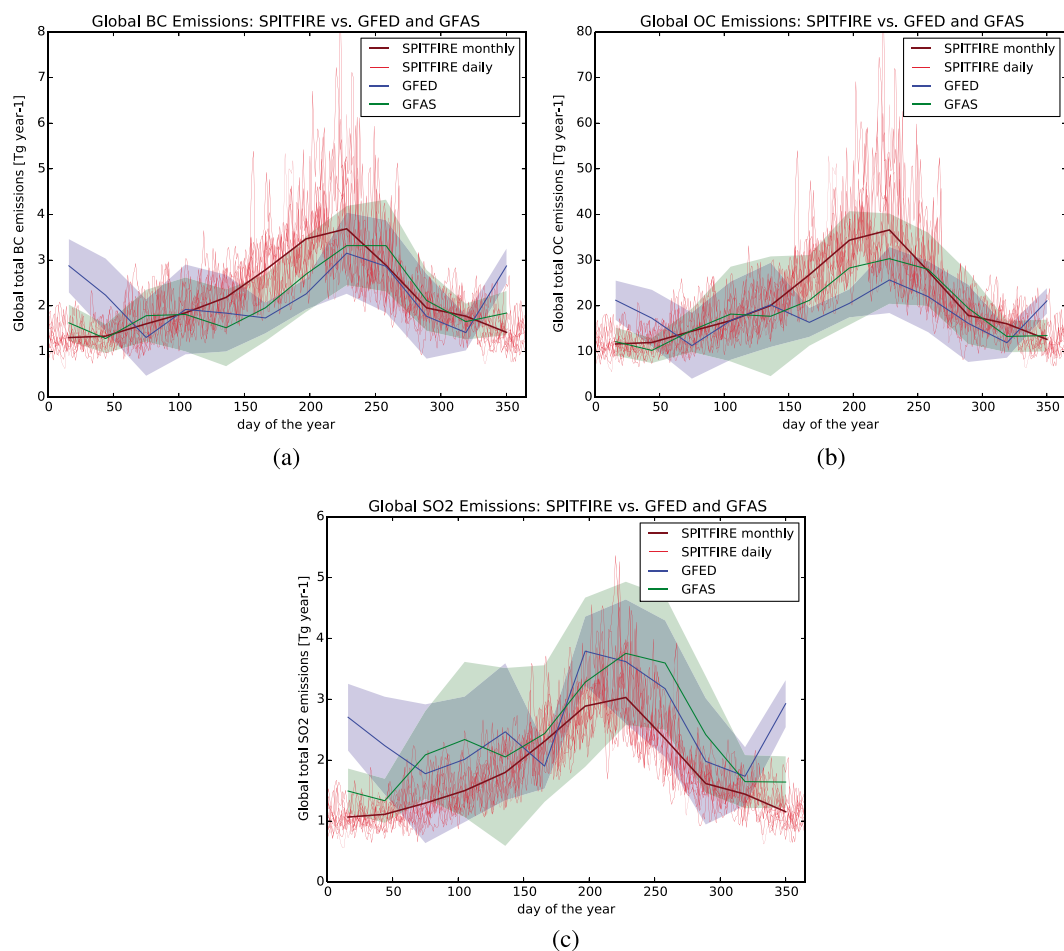 Global BC Emissions: SPITFIRE vs. GFED and GFAS
Global total BC emissions [Tg year-1]
8
7
6
5
4
3
2
1
0
SPITFIRE monthly
SPITFIRE daily
GFED
GFAS
0 50 100 150 200 250 300 350
day of the year
(a)
Global OC Emissions: SPITFIRE vs. GFED and GFAS
Global total OC emissions [Tg year-1]
80
70
60
50
40
30
20
10
0
SPITFIRE monthly
SPITFIRE daily
GFED
GFAS
0 50 100 150 200 250 300 350
day of the year
(b)
Global SO2 Emissions: SPITFIRE vs. GFED and GFAS
Global total SO2 emissions [Tg year-1]
6
5
4
3
2
1
0
SPITFIRE monthly
SPITFIRE daily
GFED
GFAS
0 50 100 150 200 250 300 350
day of the year
(c)